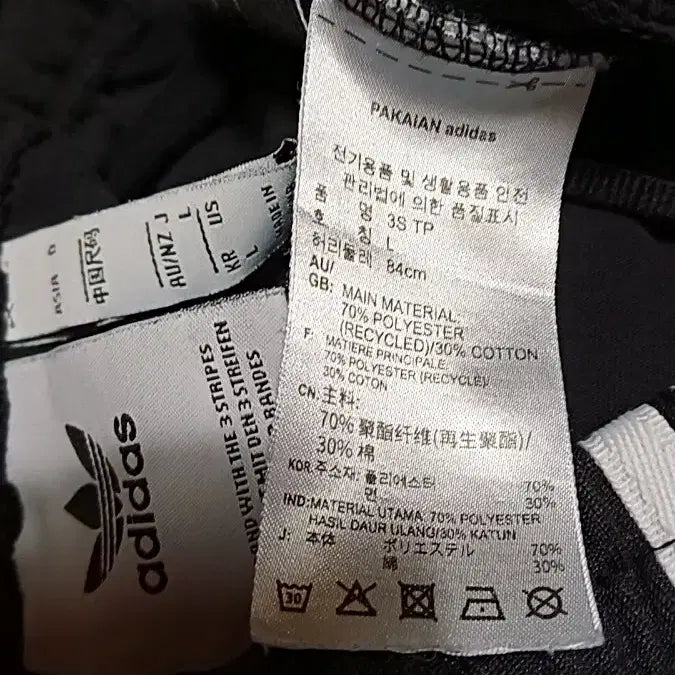 PAKAIAN adidas
전기용품 및 생활용품 안전
관리법에 의한 품질표시
품 명 3S TP
호 칭 L
허리둘레 84cm
AU/
GB: MAIN MATERIAL:
70% POLYESTER
(RECYCLED)/30% COTTON
F: MATIERE PRINCIPALE:
70% POLYESTER (RECYCLE)/
30% COTON
CN: 主料:
70% 聚酯纤维(再生聚酯)/
30% 棉
KOR: 주소재: 폴리에스터 70%
면 30%
IND: MATERIAL UTAMA: 70% POLYESTER
HASIL DAUR ULANG/30% KATUN
J: 本体 ポリエステル 70%
綿 30%
30
ASIA
中国尺码
AU/NZ J
L
KR US
L
MADE IN
AND WITH THE 3 STRIPES
MIT DEN 3 STREIFEN
BANDES
adidas